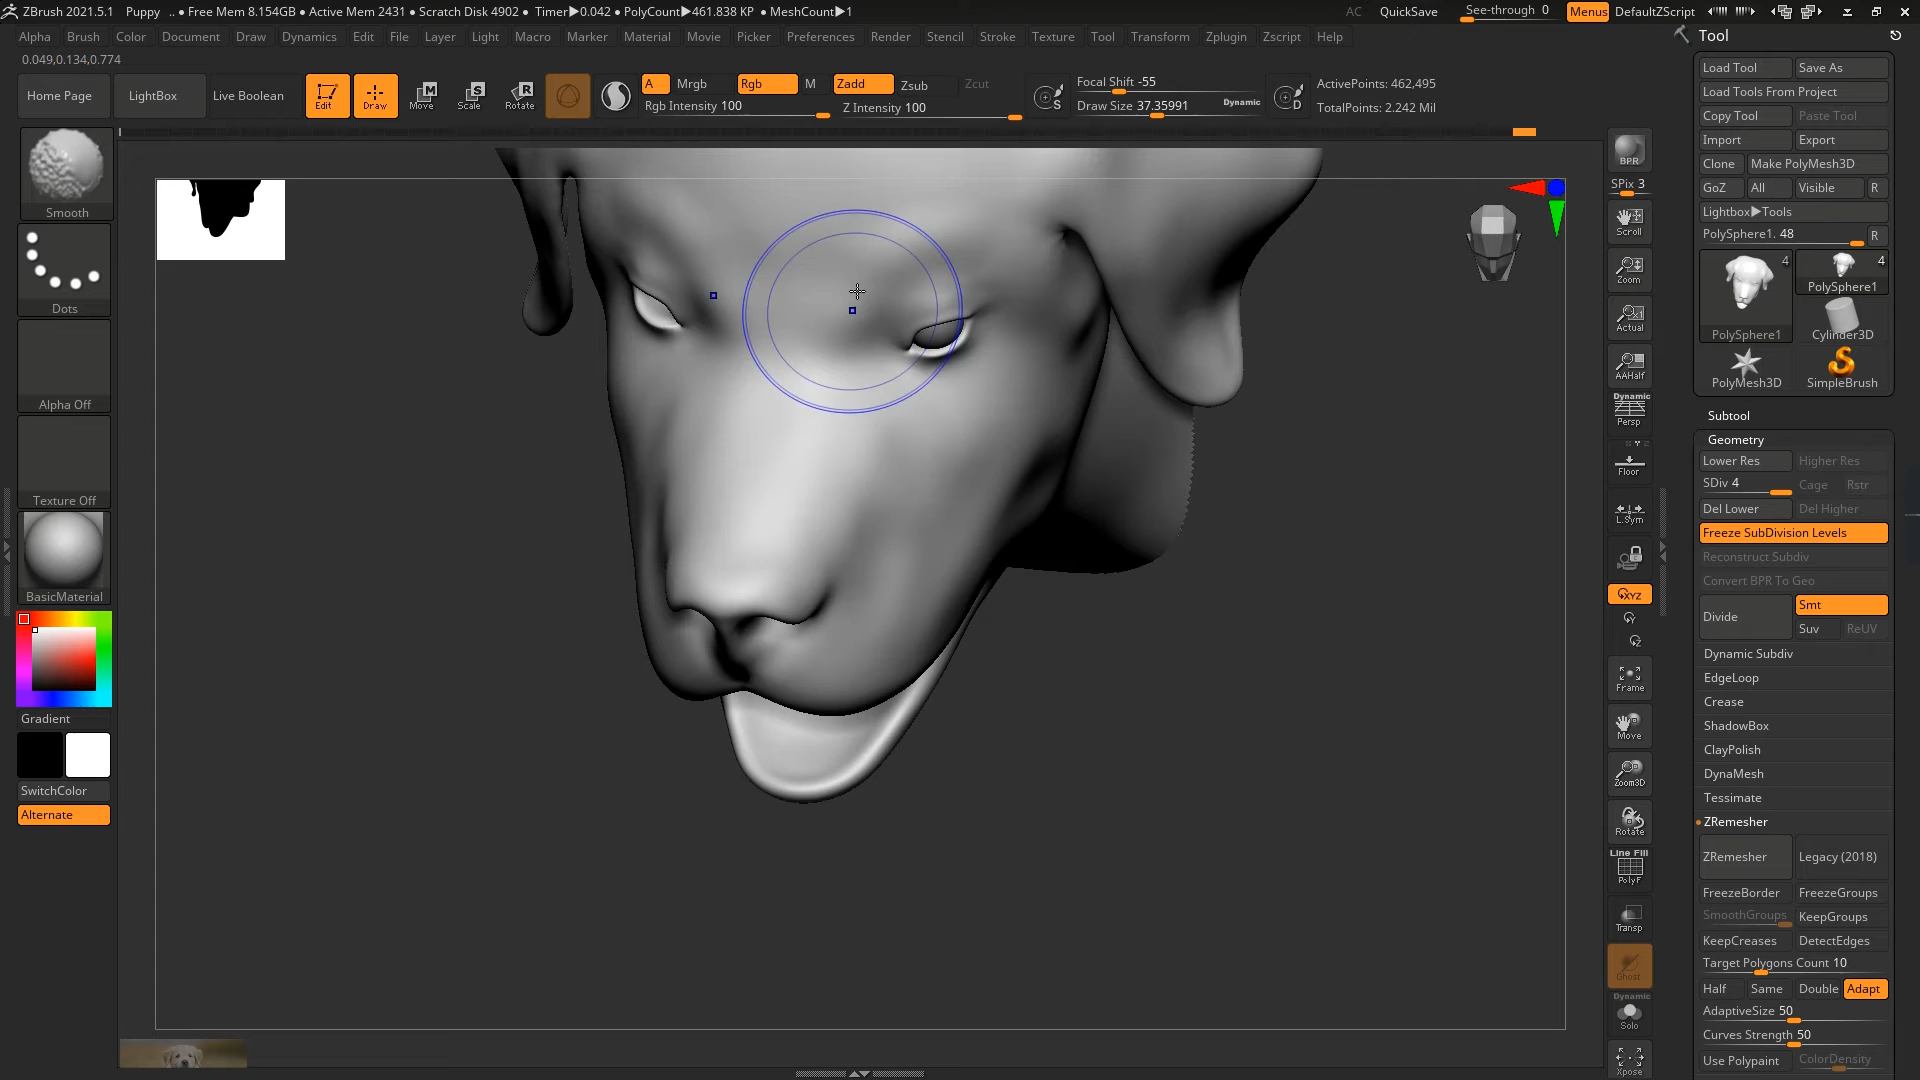 ZBrush 2021.5.1 Puppy .. ● Free Mem 8.154GB ● Active Mem 2431 ● Scratch Disk 4902 ● Timer▶0.042 ● PolyCount▶461.838 KP ● MeshCount▶1 AC QuickSave See-through 0 Menus DefaultZScript
Alpha Brush Color Document Draw Dynamics Edit File Layer Light Macro Marker Material Movie Picker Preferences Render Stencil Stroke Texture Tool Transform Zplugin Zscript Help
0.049,0.134,0.774
Home Page LightBox Live Boolean Edit Draw Move Scale Rotate
A Mrgb Rgb M Zadd Zsub Zcut
Rgb Intensity 100 Z Intensity 100
Focal Shift -55
Draw Size 37.35991 Dynamic
ActivePoints: 462,495
TotalPoints: 2.242 Mil
Smooth
Dots
Alpha Off
Texture Off
BasicMaterial
Gradient
SwitchColor
Alternate
BPR
SPix 3
Scroll
Zoom
Actual
AAHalf
Dynamic
Persp
Floor
L.Sym
XYZ
Frame
Move
Zoom3D
Rotate
Line Fill
PolyF
Transp
Ghost
Dynamic
Solo
Xpose
Tool
Load Tool Save As
Load Tools From Project
Copy Tool Paste Tool
Import Export
Clone Make PolyMesh3D
GoZ All Visible R
Lightbox▶Tools
PolySphere1. 48 R
4 4
PolySphere1
PolySphere1 Cylinder3D
PolyMesh3D SimpleBrush
Subtool
Geometry
Lower Res Higher Res
SDiv 4 Cage Rstr
Del Lower Del Higher
Freeze SubDivision Levels
Reconstruct Subdiv
Convert BPR To Geo
Divide Smt
Suv ReUV
Dynamic Subdiv
EdgeLoop
Crease
ShadowBox
ClayPolish
DynaMesh
Tessimate
ZRemesher
ZRemesher Legacy (2018)
FreezeBorder FreezeGroups
SmoothGroups KeepGroups
KeepCreases DetectEdges
Target Polygons Count 10
Half Same Double Adapt
AdaptiveSize 50
Curves Strength 50
Use Polypaint ColorDensity